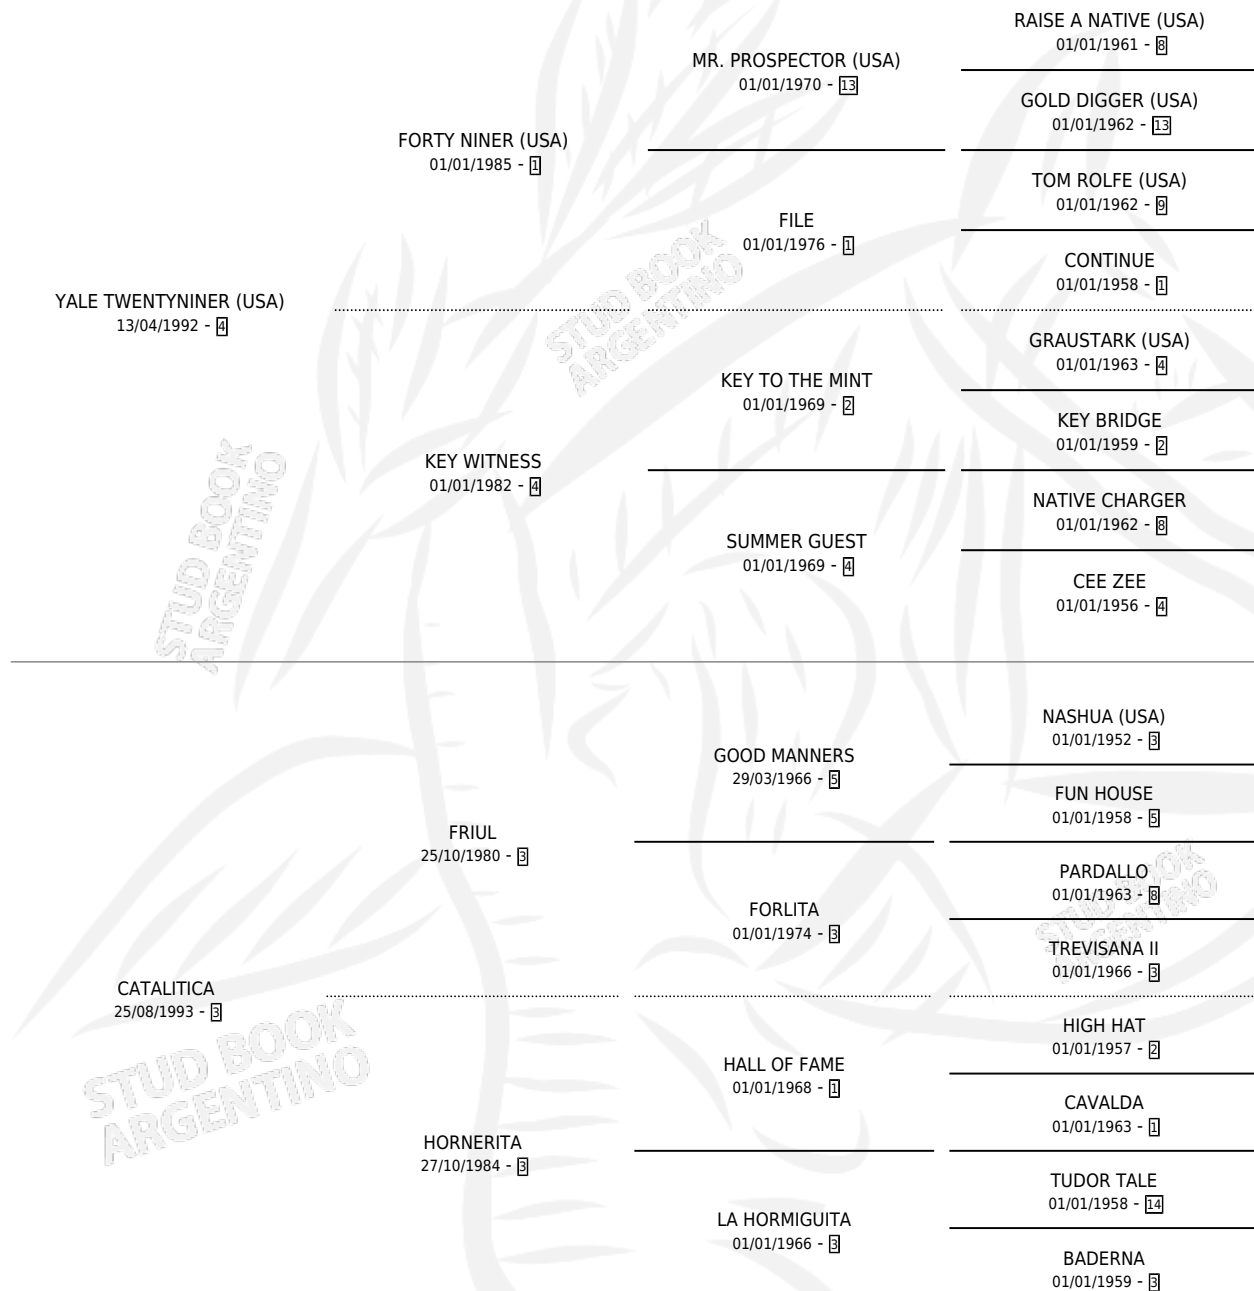 RAISE A NATIVE (USA)
01/01/1961 - 8
MR. PROSPECTOR (USA)
01/01/1970 - 13
GOLD DIGGER (USA)
01/01/1962 - 13
FORTY NINER (USA)
01/01/1985 - 1
TOM ROLFE (USA)
01/01/1962 - 9
FILE
01/01/1976 - 1
CONTINUE
01/01/1958 - 1
YALE TWENTYNINER (USA)
13/04/1992 - 4
GRAUSTARK (USA)
01/01/1963 - 4
KEY TO THE MINT
01/01/1969 - 2
KEY BRIDGE
01/01/1959 - 2
KEY WITNESS
01/01/1982 - 4
NATIVE CHARGER
01/01/1962 - 8
SUMMER GUEST
01/01/1969 - 4
CEE ZEE
01/01/1956 - 4
NASHUA (USA)
01/01/1952 - 3
GOOD MANNERS
29/03/1966 - 5
FUN HOUSE
01/01/1958 - 5
FRIUL
25/10/1980 - 3
PARDALLO
01/01/1963 - 8
FORLITA
01/01/1974 - 3
TREVISANA II
01/01/1966 - 3
CATALITICA
25/08/1993 - 3
HIGH HAT
01/01/1957 - 2
HALL OF FAME
01/01/1968 - 1
CAVALDA
01/01/1963 - 1
HORNERITA
27/10/1984 - 3
TUDOR TALE
01/01/1958 - 14
LA HORMIGUITA
01/01/1966 - 3
BADERNA
01/01/1959 - 3
STUD BOOK
ARGENTINO
STUD BOOK
ARGENTINO
STUD BOOK
ARGENTINO
STUD BOOK
ARGENTINO